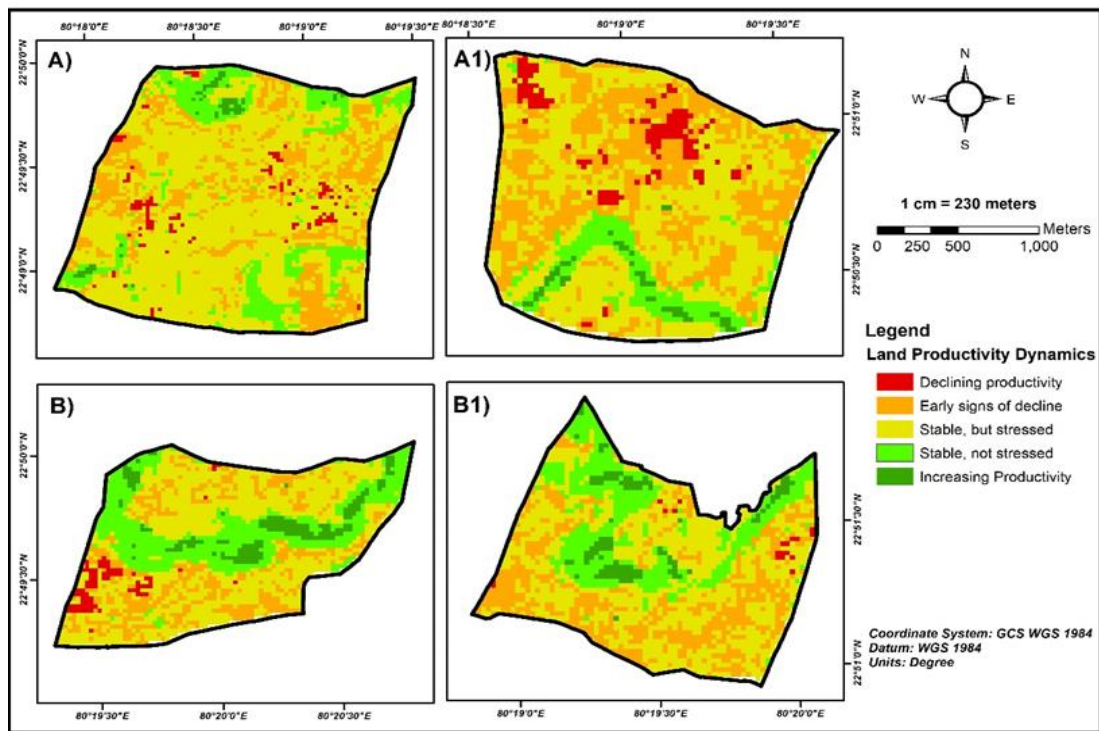 80°18'0"E 80°18'30"E 80°19'0"E 80°19'30"E
80°18'30"E 80°19'0"E 80°19'30"E
A)
22°50'0"N
22°49'30"N
22°49'0"N
A1)
22°51'0"N
22°50'30"N
N
W E
S
1 cm = 230 meters
Meters
0 250 500 1,000
Legend
Land Productivity Dynamics
Declining productivity
Early signs of decline
Stable, but stressed
Stable, not stressed
Increasing Productivity
B)
22°50'0"N
22°49'30"N
B1)
22°51'30"N
22°51'0"N
Coordinate System: GCS WGS 1984
Datum: WGS 1984
Units: Degree
80°19'30"E 80°20'0"E 80°20'30"E
80°19'0"E 80°19'30"E 80°20'0"E